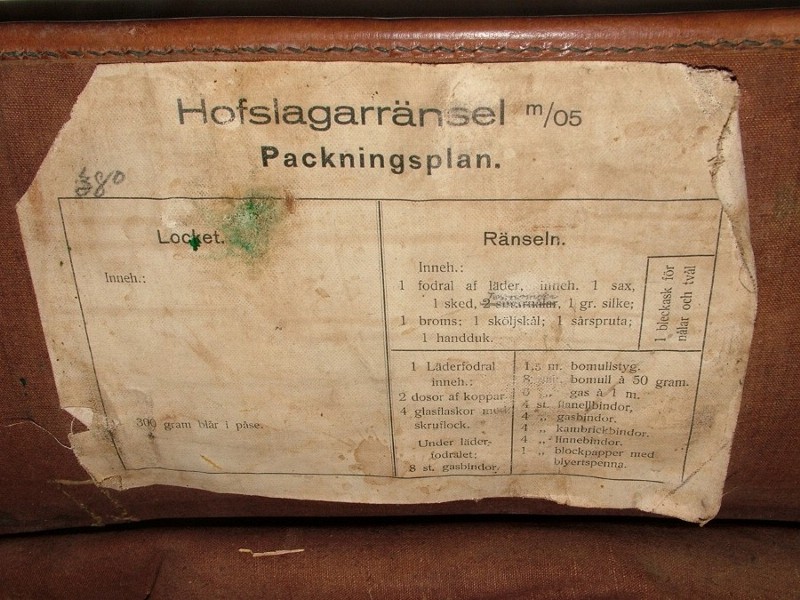 Hofslagarränsel m/05
Packningsplan.
380
Locket.
Inneh.:
300 gram blår i påse.
Ränseln.
Inneh.:
1 fodral af läder, inneh. 1 sax,
1 sked, 1 gr. silke;
1 broms; 1 sköljskål; 1 sårspruta;
1 handduk.
1 bleckask för
nålar och tvål
1 Läderfodral
inneh.:
2 dosor af koppar
4 glasflaskor med
skruflock.
Under läder-
fodralet:
8 st. gasbindor
1,5 m. bomullstyg.
8 bomull à 50 gram.
6 „ gas à 1 m.
4 st. flanellbindor,
4 „ gasbindor.
4 „ kambrickbindor.
4 „ linnebindor.
1 „ blockpapper med
blyertspenna.